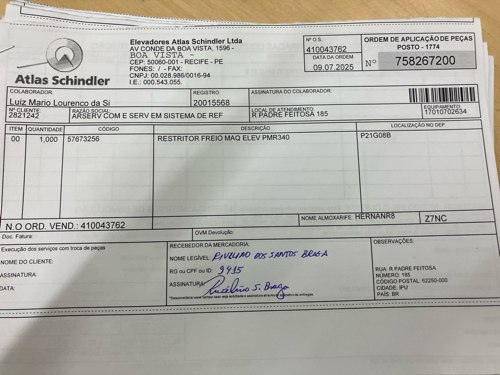 Elevadores Atlas Schindler Ltda
AV CONDE DA BOA VISTA, 1596 -
BOA VISTA -
CEP: 50060-001 - RECIFE - PE
FONES: / - FAX:
CNPJ: 00.028.986/0016-94
I.E.: 000.543.055.
Atlas Schindler
Nº O.S.
410043762
DATA DA ORDEM
09.07.2025
ORDEM DE APLICAÇÃO DE PEÇAS
POSTO - 1774
Nº 758267200
COLABORADOR:
Luiz Mario Lourenco da Si
REGISTRO
20015568
ASSINATURA DO COLABORADOR:
Nº CLIENTE:
2821242
RAZÃO SOCIAL
ARSERV COM E SERV EM SISTEMA DE REF
LOCAL DE ATENDIMENTO
R PADRE FEITOSA 185
EQUIPAMENTO:
17010702634
ITEM QUANTIDADE CÓDIGO DESCRIÇÃO LOCALIZAÇÃO NO DEP.
00 1,000 57673256 RESTRITOR FREIO MAQ ELEV PMR340 P21G08B
N.O ORD. VEND.: 410043762
NOME ALMOXARIFE: HERNANR8 Z7NC
Doc. Fatura:
OVM Devolução:
Execução dos serviços com troca de peças
NOME DO CLIENTE:
ASSINATURA:
DATA:
RECEBEDOR DA MERCADORIA:
NOME LEGÍVEL: RIVELINO DOS SANTOS BRAGA
RG ou CPF ou ID: 9415
ASSINATURA: Rivelino S. Braga
OBSERVAÇÕES:
RUA: R PADRE FEITOSA
NÚMERO: 185
CÓDIGO POSTAL: 62250-000
CIDADE: IPU
PAÍS: BR